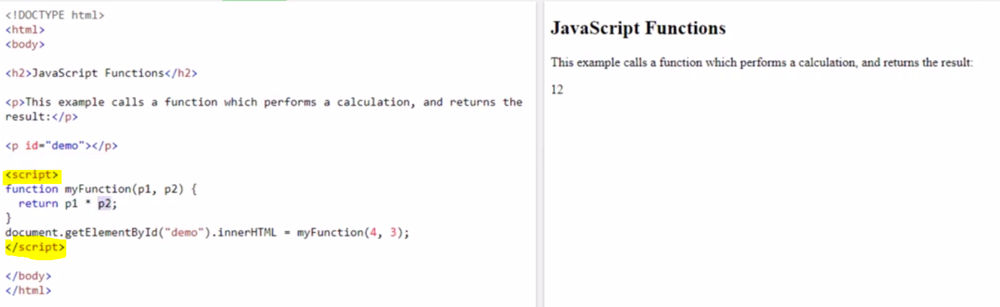 <!DOCTYPE html>
<html>
<body>
<h2>JavaScript Functions</h2>
<p>This example calls a function which performs a calculation, and returns the
result:</p>
<p id="demo"></p>
<script>
function myFunction(p1, p2) {
  return p1 * p2;
}
document.getElementById("demo").innerHTML = myFunction(4, 3);
</script>
</body>
</html>
JavaScript Functions
This example calls a function which performs a calculation, and returns the result:
12